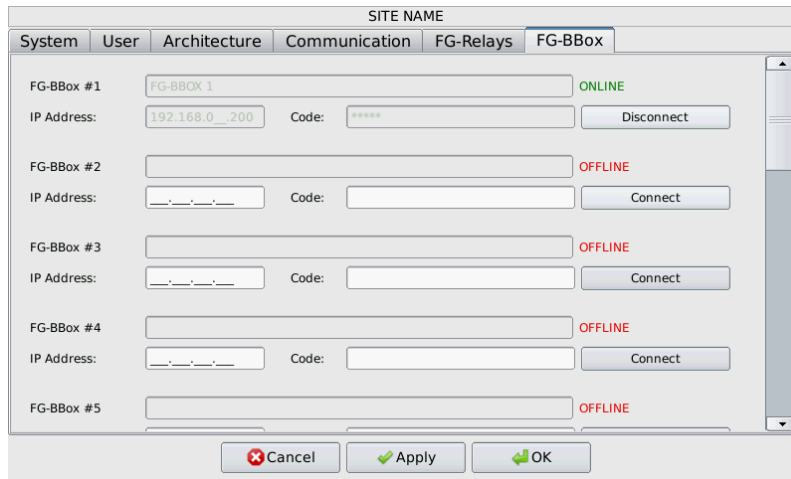 SITE NAME
System User Architecture Communication FG-Relays FG-BBox
FG-BBox #1 FG-BBOX 1 ONLINE
IP Address: 192.168.0__.200 Code: ***** Disconnect
FG-BBox #2 OFFLINE
IP Address: __.__.__.__ Code: Connect
FG-BBox #3 OFFLINE
IP Address: __.__.__.__ Code: Connect
FG-BBox #4 OFFLINE
IP Address: __.__.__.__ Code: Connect
FG-BBox #5 OFFLINE
Cancel Apply OK